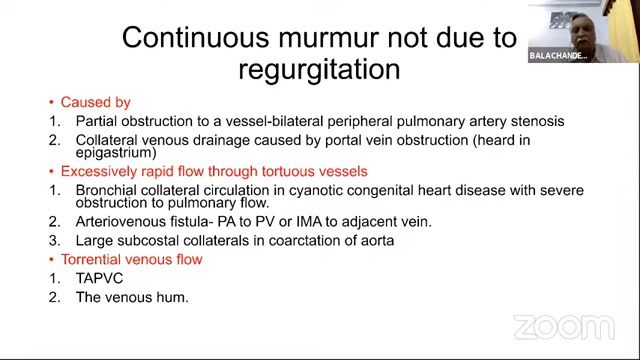 Continuous murmur not due to
regurgitation
BALACHANDE...
• Caused by
1. Partial obstruction to a vessel-bilateral peripheral pulmonary artery stenosis
2. Collateral venous drainage caused by portal vein obstruction (heard in
epigastrium)
• Excessively rapid flow through tortuous vessels
1. Bronchial collateral circulation in cyanotic congenital heart disease with severe
obstruction to pulmonary flow.
2. Arteriovenous fistula- PA to PV or IMA to adjacent vein.
3. Large subcostal collaterals in coarctation of aorta
• Torrential venous flow
1. TAPVC
2. The venous hum.
zoom